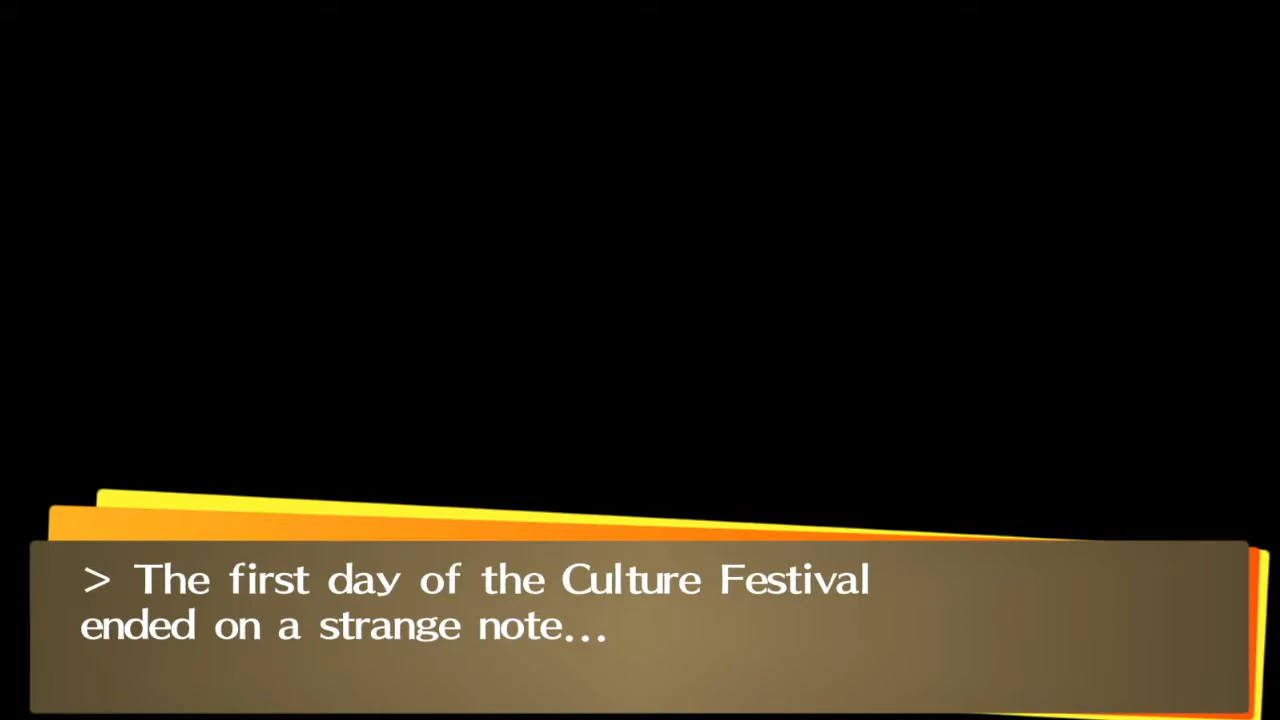 > The first day of the Culture Festival
ended on a strange note...